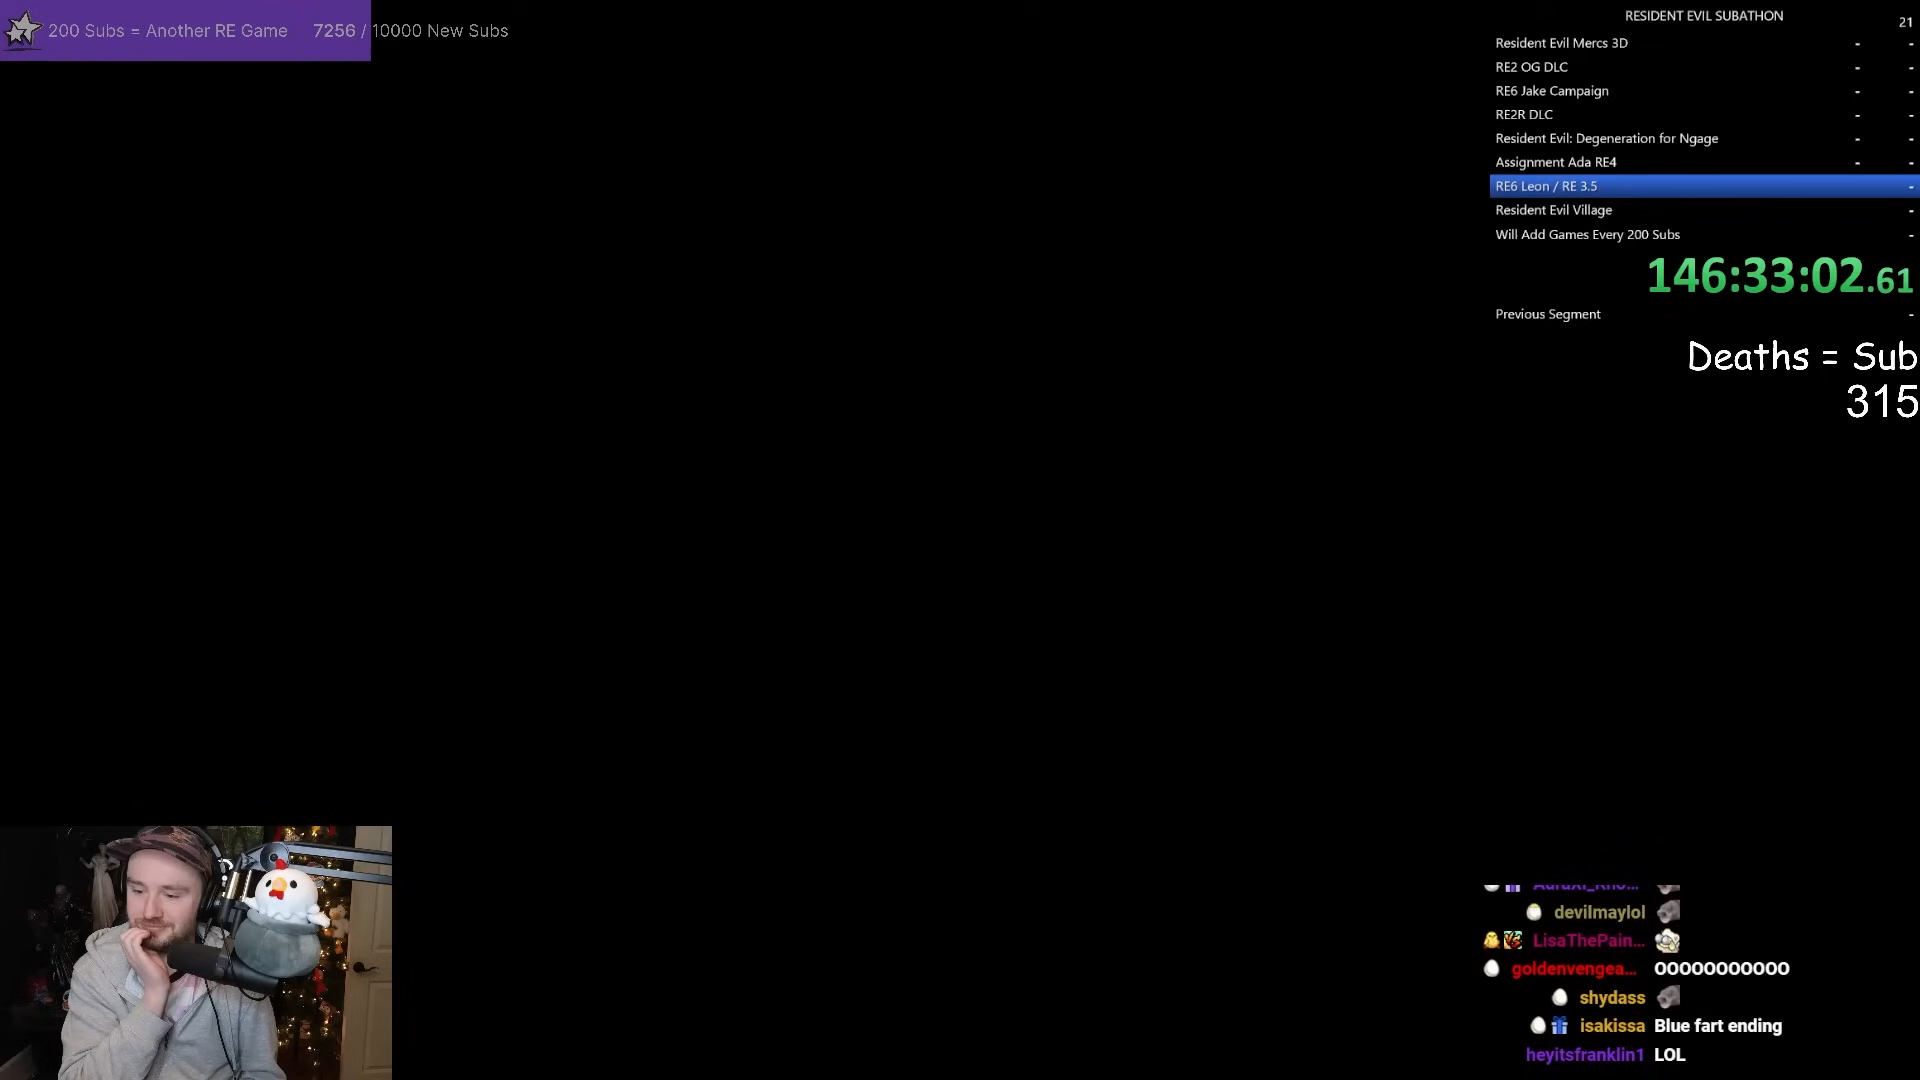 200 Subs = Another RE Game 7256 / 10000 New Subs
RESIDENT EVIL SUBATHON
21
Resident Evil Mercs 3D - -
RE2 OG DLC - -
RE6 Jake Campaign - -
RE2R DLC - -
Resident Evil: Degeneration for Ngage - -
Assignment Ada RE4 - -
RE6 Leon / RE 3.5 -
Resident Evil Village -
Will Add Games Every 200 Subs -
146:33:02.61
Previous Segment -
Deaths = Sub
315
devilmaylol
LisaThePain...
goldenvengea... OOOOOOOOOOO
shydass
isakissa Blue fart ending
heyitsfranklin1 LOL